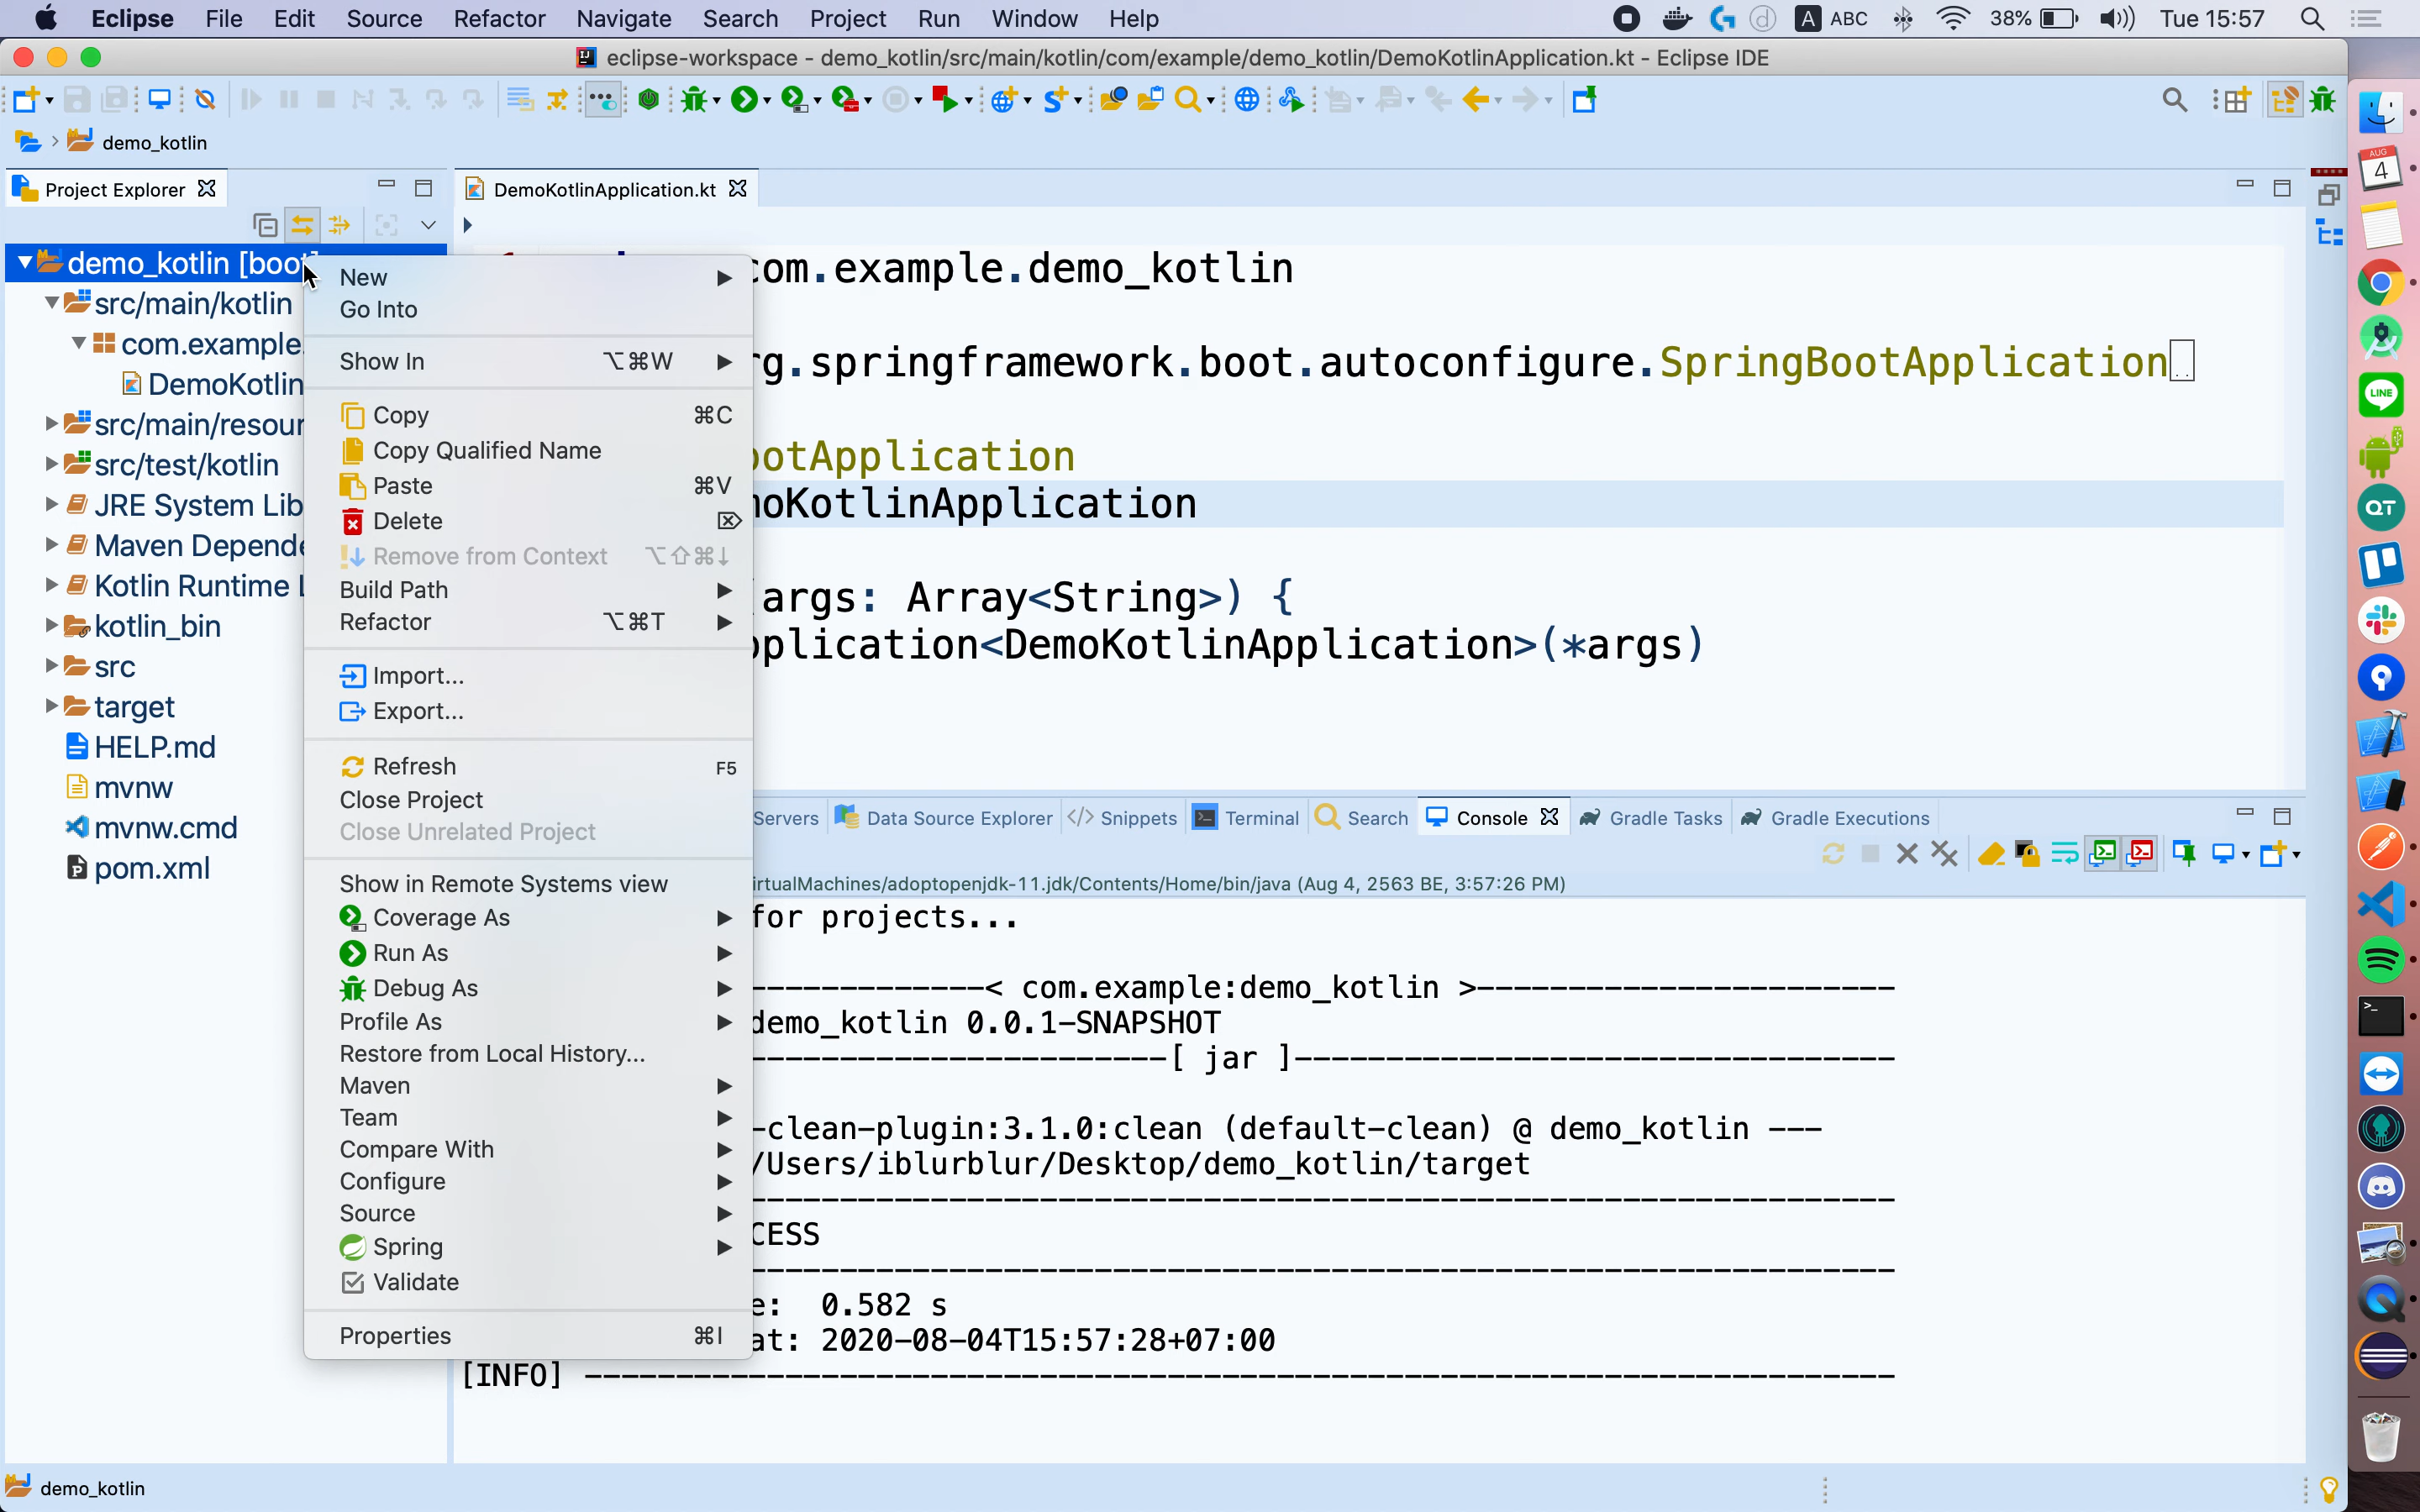 Eclipse File Edit Source Refactor Navigate Search Project Run Window Help A ABC 38% Tue 15:57
eclipse-workspace - demo_kotlin/src/main/kotlin/com/example/demo_kotlin/DemoKotlinApplication.kt - Eclipse IDE
demo_kotlin
Project Explorer
DemoKotlinApplication.kt
demo_kotlin [boot]
src/main/kotlin
com.example.
DemoKotlin
src/main/resour
src/test/kotlin
JRE System Lib
Maven Depende
Kotlin Runtime L
kotlin_bin
src
target
HELP.md
mvnw
mvnw.cmd
pom.xml
New
Go Into
Show In ⌥⌘W
Copy ⌘C
Copy Qualified Name
Paste ⌘V
Delete ⌦
Remove from Context ⌥⇧⌘↓
Build Path
Refactor ⌥⌘T
Import...
Export...
Refresh F5
Close Project
Close Unrelated Project
Show in Remote Systems view
Coverage As
Run As
Debug As
Profile As
Restore from Local History...
Maven
Team
Compare With
Configure
Source
Spring
Validate
Properties ⌘I
com.example.demo_kotlin
rg.springframework.boot.autoconfigure.SpringBootApplication
ootApplication
moKotlinApplication
(args: Array<String>) {
pplication<DemoKotlinApplication>(*args)
Servers Data Source Explorer Snippets Terminal Search Console Gradle Tasks Gradle Executions
irtualMachines/adoptopenjdk-11.jdk/Contents/Home/bin/java (Aug 4, 2563 BE, 3:57:26 PM)
for projects...
-------------< com.example:demo_kotlin >-----------------------
demo_kotlin 0.0.1-SNAPSHOT
-----------------------[ jar ]---------------------------------
-clean-plugin:3.1.0:clean (default-clean) @ demo_kotlin ---
/Users/iblurblur/Desktop/demo_kotlin/target
---------------------------------------------------------------
CESS
---------------------------------------------------------------
e: 0.582 s
at: 2020-08-04T15:57:28+07:00
[INFO] ------------------------------------------------------------------------
demo_kotlin
AUG
4
LINE
QT